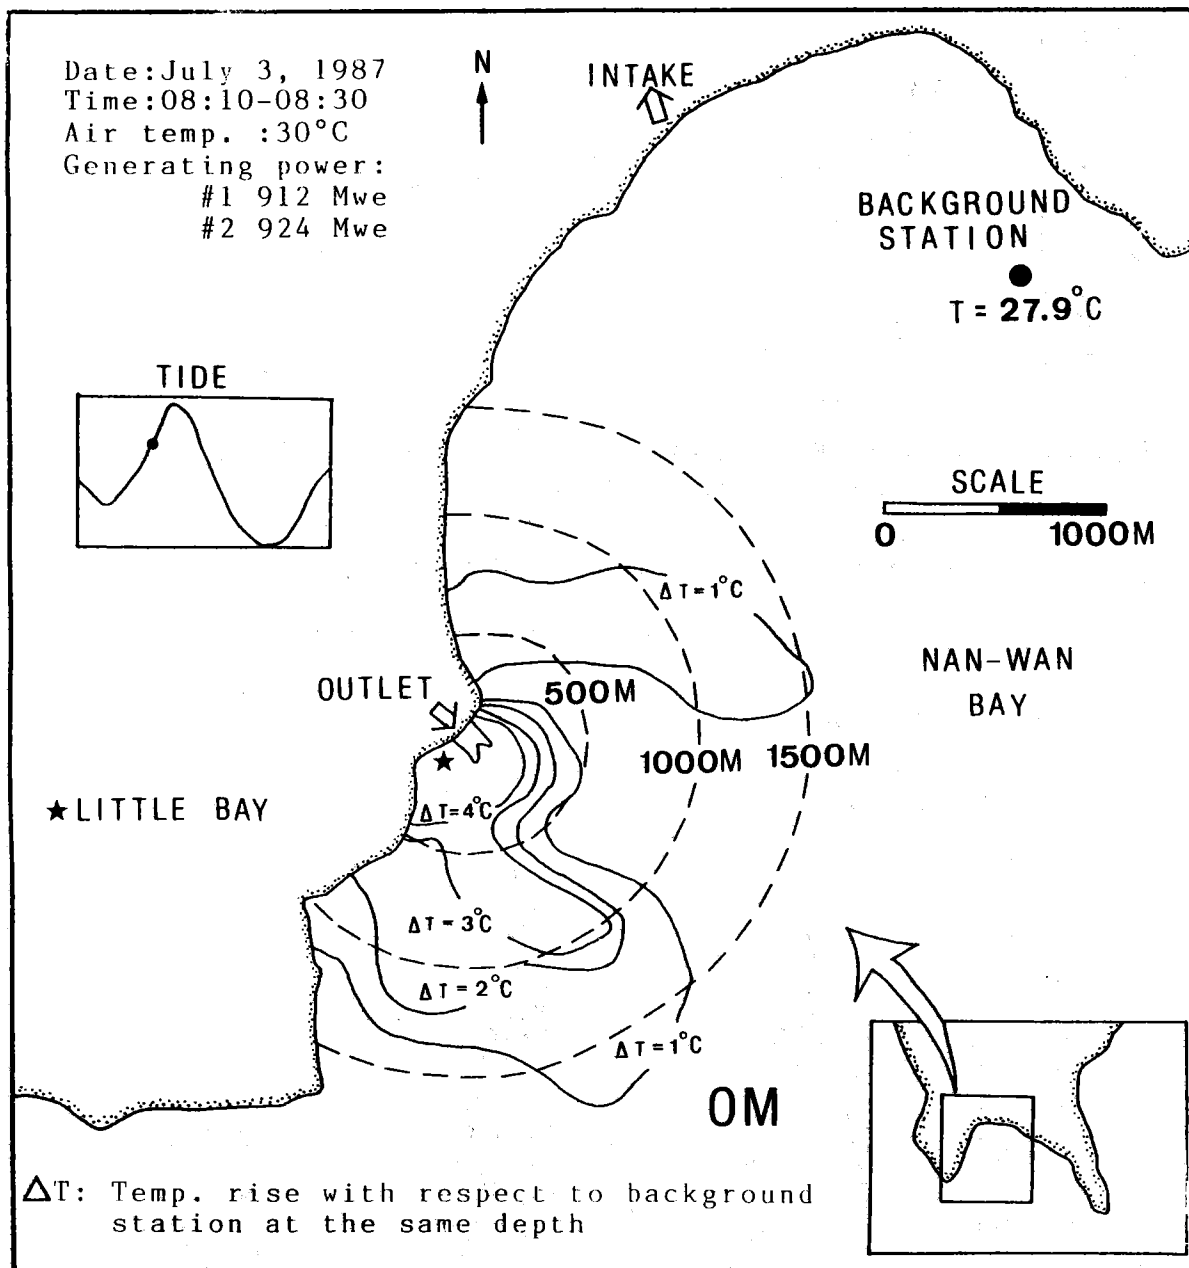 Date:July 3, 1987
Time:08:10-08:30
Air temp. :30°C
Generating power:
#1 912 Mwe
#2 924 Mwe
N
INTAKE
BACKGROUND
STATION
T = 27.9°C
TIDE
SCALE
0 1000M
ΔT=1°C
NAN-WAN
BAY
OUTLET
500M
1000M
1500M
★LITTLE BAY
★
ΔT=4°C
ΔT=3°C
ΔT=2°C
ΔT=1°C
0M
ΔT: Temp. rise with respect to background
station at the same depth